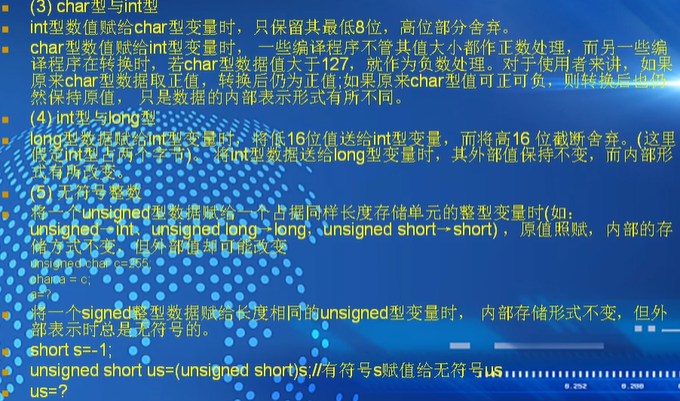 (3) char型与int型
int型数值赋给char型变量时，只保留其最低8位，高位部分舍弃。
char型数值赋给int型变量时， 一些编译程序不管其值大小都作正数处理，而另一些编
译程序在转换时，若char型数据值大于127，就作为负数处理。对于使用者来讲，如果
原来char型数据取正值，转换后仍为正值;如果原来char型值可正可负，则转换后也仍
然保持原值， 只是数据的内部表示形式有所不同。
(4) int型与long型
long型数据赋给int型变量时，将低16位值送给int型变量，而将高16 位截断舍弃。(这里
假定int型占两个字节)。 将int型数据送给long型变量时，其外部值保持不变，而内部形
式有所改变。
(5) 无符号整数
将一个unsigned型数据赋给一个占据同样长度存储单元的整型变量时(如：
unsigned→int、unsigned long→long、unsigned short→short) ，原值照赋，内部的存
储方式不变，但外部值却可能改变
unsigned char c=255;
char a = c;
a=?
将一个signed整型数据赋给长度相同的unsigned型变量时， 内部存储形式不变，但外
部表示时总是无符号的。
short s=-1;
unsigned short us=(unsigned short)s;//有符号s赋值给无符号us
us=?
0.252
0.280